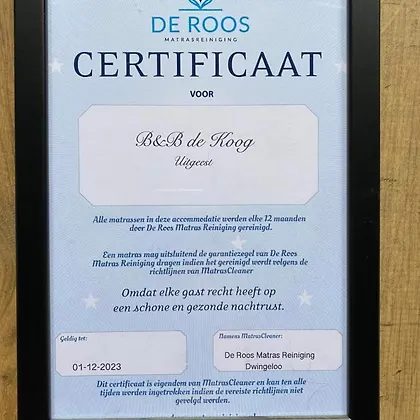 DE ROOS
MATRASREINIGING
CERTIFICAAT
VOOR
B&B de Koog
Uitgeest
Alle matrassen in deze accommodatie worden elke 12 maanden
door De Roos Matras Reiniging gereinigd.
Een matras mag uitsluitend de garantiezegel van De Roos
Matras Reiniging dragen indien het gereinigd wordt volgens de
richtlijnen van MatrasCleaner
Omdat elke gast recht heeft op
een schone en gezonde nachtrust.
Geldig tot:
01-12-2023
Namens MatrasCleaner:
De Roos Matras Reiniging
Dwingeloo
Dit certificaat is eigendom van MatrasCleaner en kan ten alle
tijden worden ingetrokken indien de vereiste richtlijnen niet
gevolgd worden.